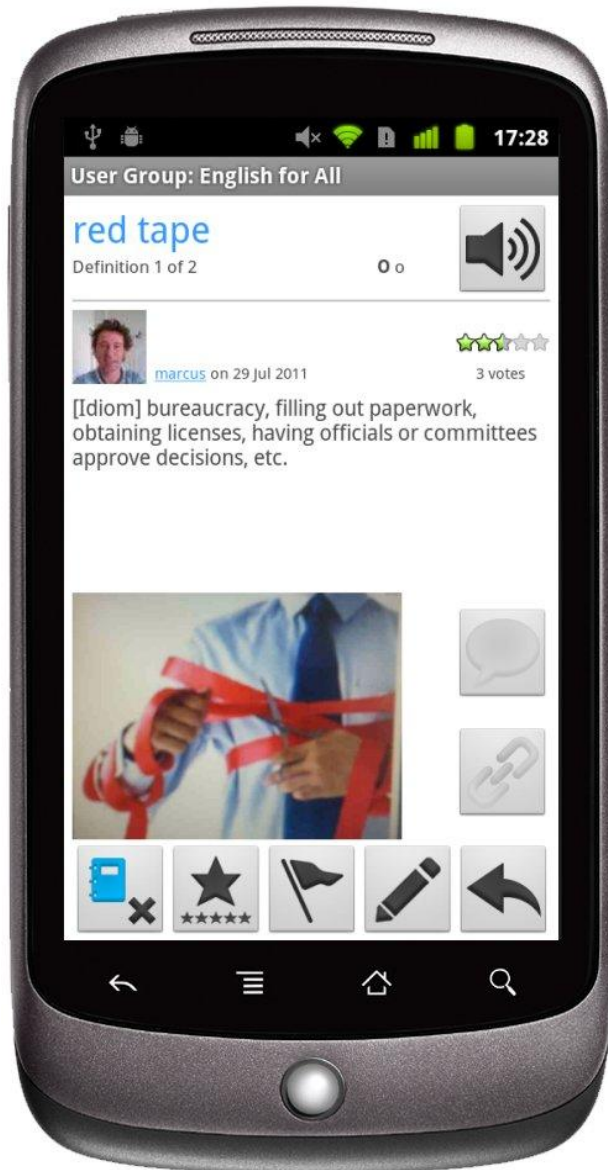 17:28
User Group: English for All
red tape
Definition 1 of 2
O o
marcus on 29 Jul 2011
3 votes
[Idiom] bureaucracy, filling out paperwork,
obtaining licenses, having officials or committees
approve decisions, etc.